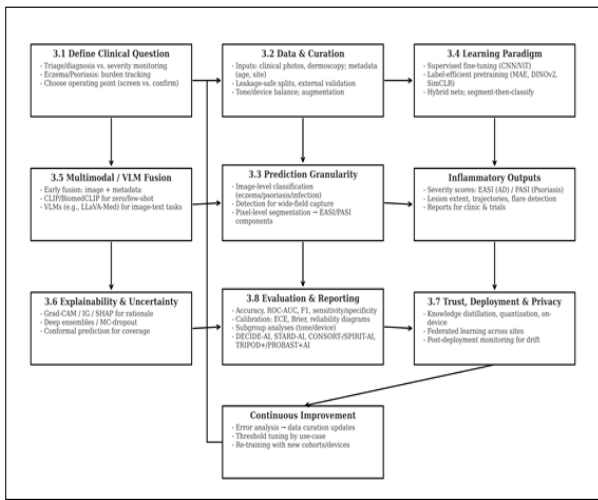 3.1 Define Clinical Question
- Triage/diagnosis vs. severity monitoring
- Eczema/Psoriasis: burden tracking
- Choose operating point (screen vs. confirm)
3.2 Data & Curation
- Inputs: clinical photos, dermoscopy; metadata
(age, site)
- Leakage-safe splits, external validation
- Tone/device balance; augmentation
3.4 Learning Paradigm
- Supervised fine-tuning (CNN/ViT)
- Label-efficient pretraining (MAE, DINOv2,
SimCLR)
- Hybrid nets; segment-then-classify
3.5 Multimodal / VLM Fusion
- Early fusion: image + metadata
- CLIP/BiomedCLIP for zero/few-shot
- VLMs (e.g., LLaVA-Med) for image-text tasks
3.3 Prediction Granularity
- Image-level classification
(eczema/psoriasis/infection)
- Detection for wide-field capture
- Pixel-level segmentation → EASI/PASI
components
Inflammatory Outputs
- Severity scores: EASI (AD) / PASI (Psoriasis)
- Lesion extent, trajectories, flare detection
- Reports for clinic & trials
3.6 Explainability & Uncertainty
- Grad-CAM / IG / SHAP for rationale
- Deep ensembles / MC-dropout
- Conformal prediction for coverage
3.8 Evaluation & Reporting
- Accuracy, ROC-AUC, F1, sensitivity/specificity
- Calibration: ECE, Brier, reliability diagrams
- Subgroup analyses (tone/device)
- DECIDE-AI, STARD-AI, CONSORT/SPIRIT-AI,
TRIPOD+/PROBAST+AI
3.7 Trust, Deployment & Privacy
- Knowledge distillation, quantization, on-
device
- Federated learning across sites
- Post-deployment monitoring for drift
Continuous Improvement
- Error analysis → data curation updates
- Threshold tuning by use-case
- Re-training with new cohorts/devices